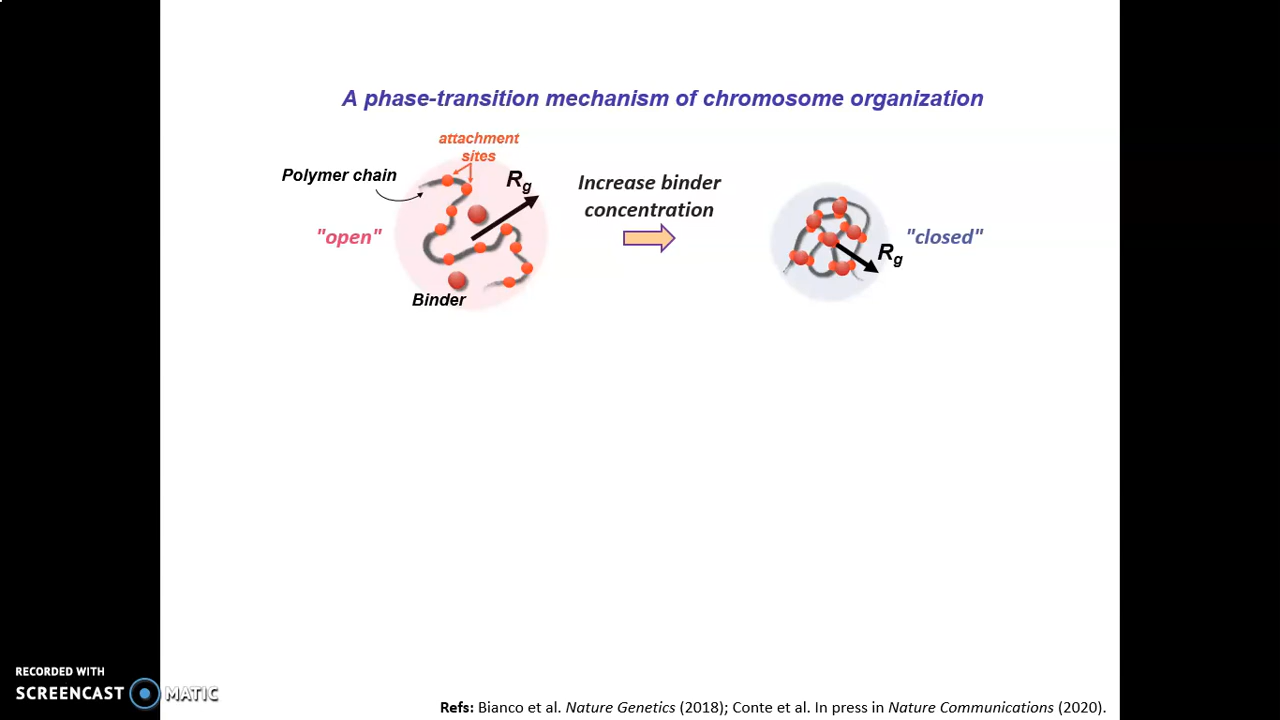 A phase-transition mechanism of chromosome organization
attachment
sites
Polymer chain
Rg
"open"
Binder
Increase binder
concentration
Rg
"closed"
RECORDED WITH
SCREENCAST MATIC
Refs: Bianco et al. Nature Genetics (2018); Conte et al. In press in Nature Communications (2020).